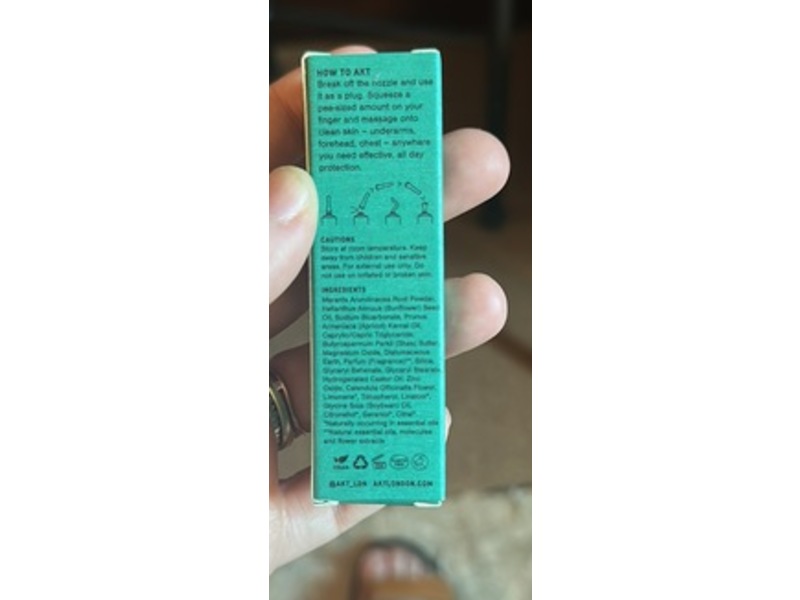 HOW TO AKT
Break off the nozzle and use
it as a plug. Squeeze a
pea-sized amount on your
finger and massage onto
clean skin – underarms,
forehead, chest – anywhere
you need effective, all day
protection.
CAUTIONS
Store at room temperature. Keep
away from children and sensitive
areas. For external use only. Do
not use on irritated or broken skin.
INGREDIENTS
Maranta Arundinacea Root Powder,
Helianthus Annuus (Sunflower) Seed
Oil, Sodium Bicarbonate, Prunus
Armeniaca (Apricot) Kernel Oil,
Caprylic/Capric Triglyceride,
Butyrospermum Parkii (Shea) Butter,
Magnesium Oxide, Diatomaceous
Earth, Parfum (Fragrance)**, Silica,
Glyceryl Behenate, Glyceryl Stearate,
Hydrogenated Castor Oil, Zinc
Oxide, Calendula Officinalis Flower,
Limonene*, Tocopherol, Linalool*,
Glycine Soja (Soybean) Oil,
Citronellol*, Geraniol*, Citral*.
*Naturally occurring in essential oils
**Natural essential oils, molecules
and flower extracts
VEGAN
@AKT_LDN AKTLONDON.COM